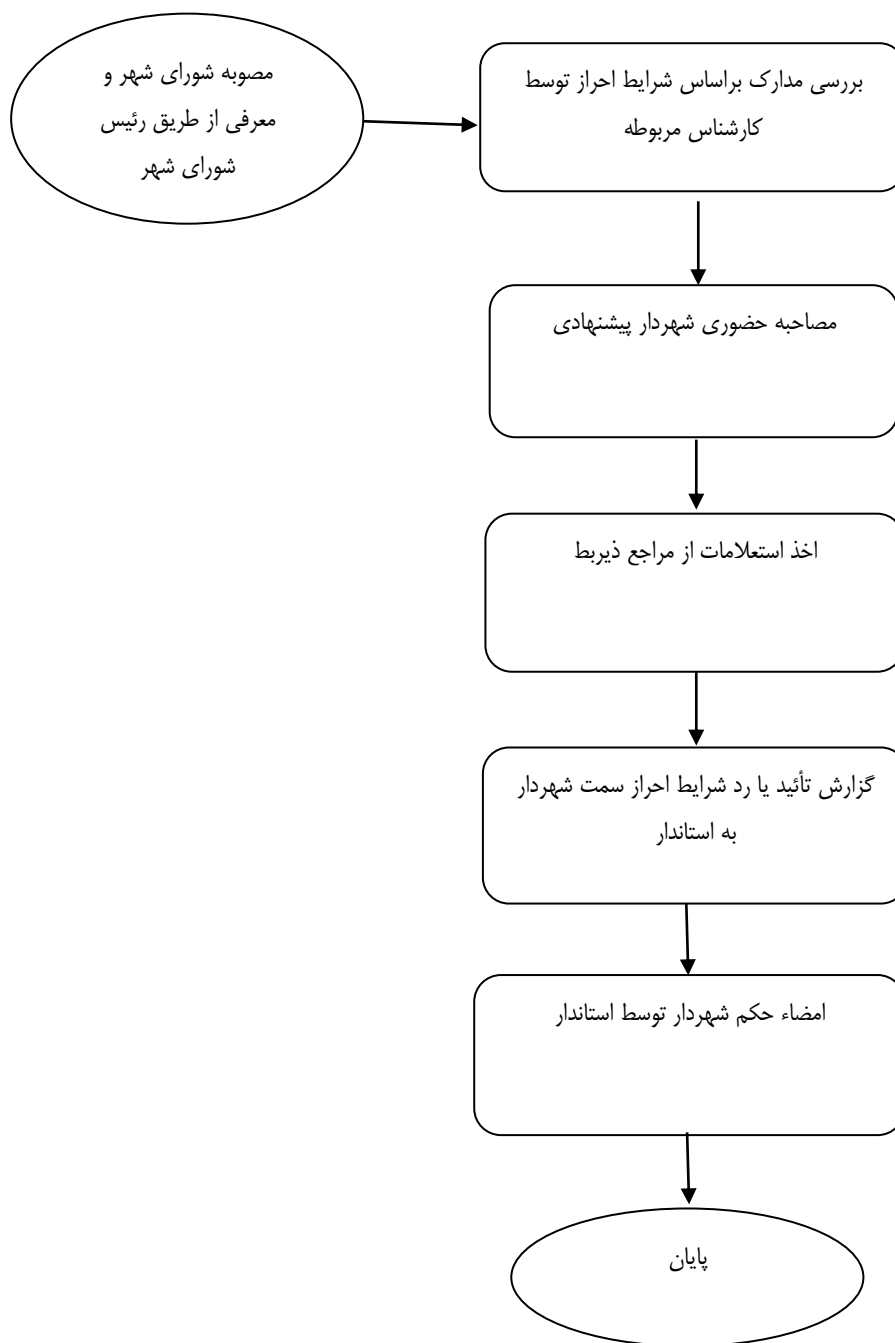 مصوبه شورای شهر و
معرفی از طریق رئیس
شورای شهر
بررسی مدارک براساس شرایط احراز توسط
کارشناس مربوطه
مصاحبه حضوری شهردار پیشنهادی
اخذ استعلامات از مراجع ذیربط
گزارش تأئید یا رد شرایط احراز سمت شهردار
به استاندار
امضاء حکم شهردار توسط استاندار
پایان